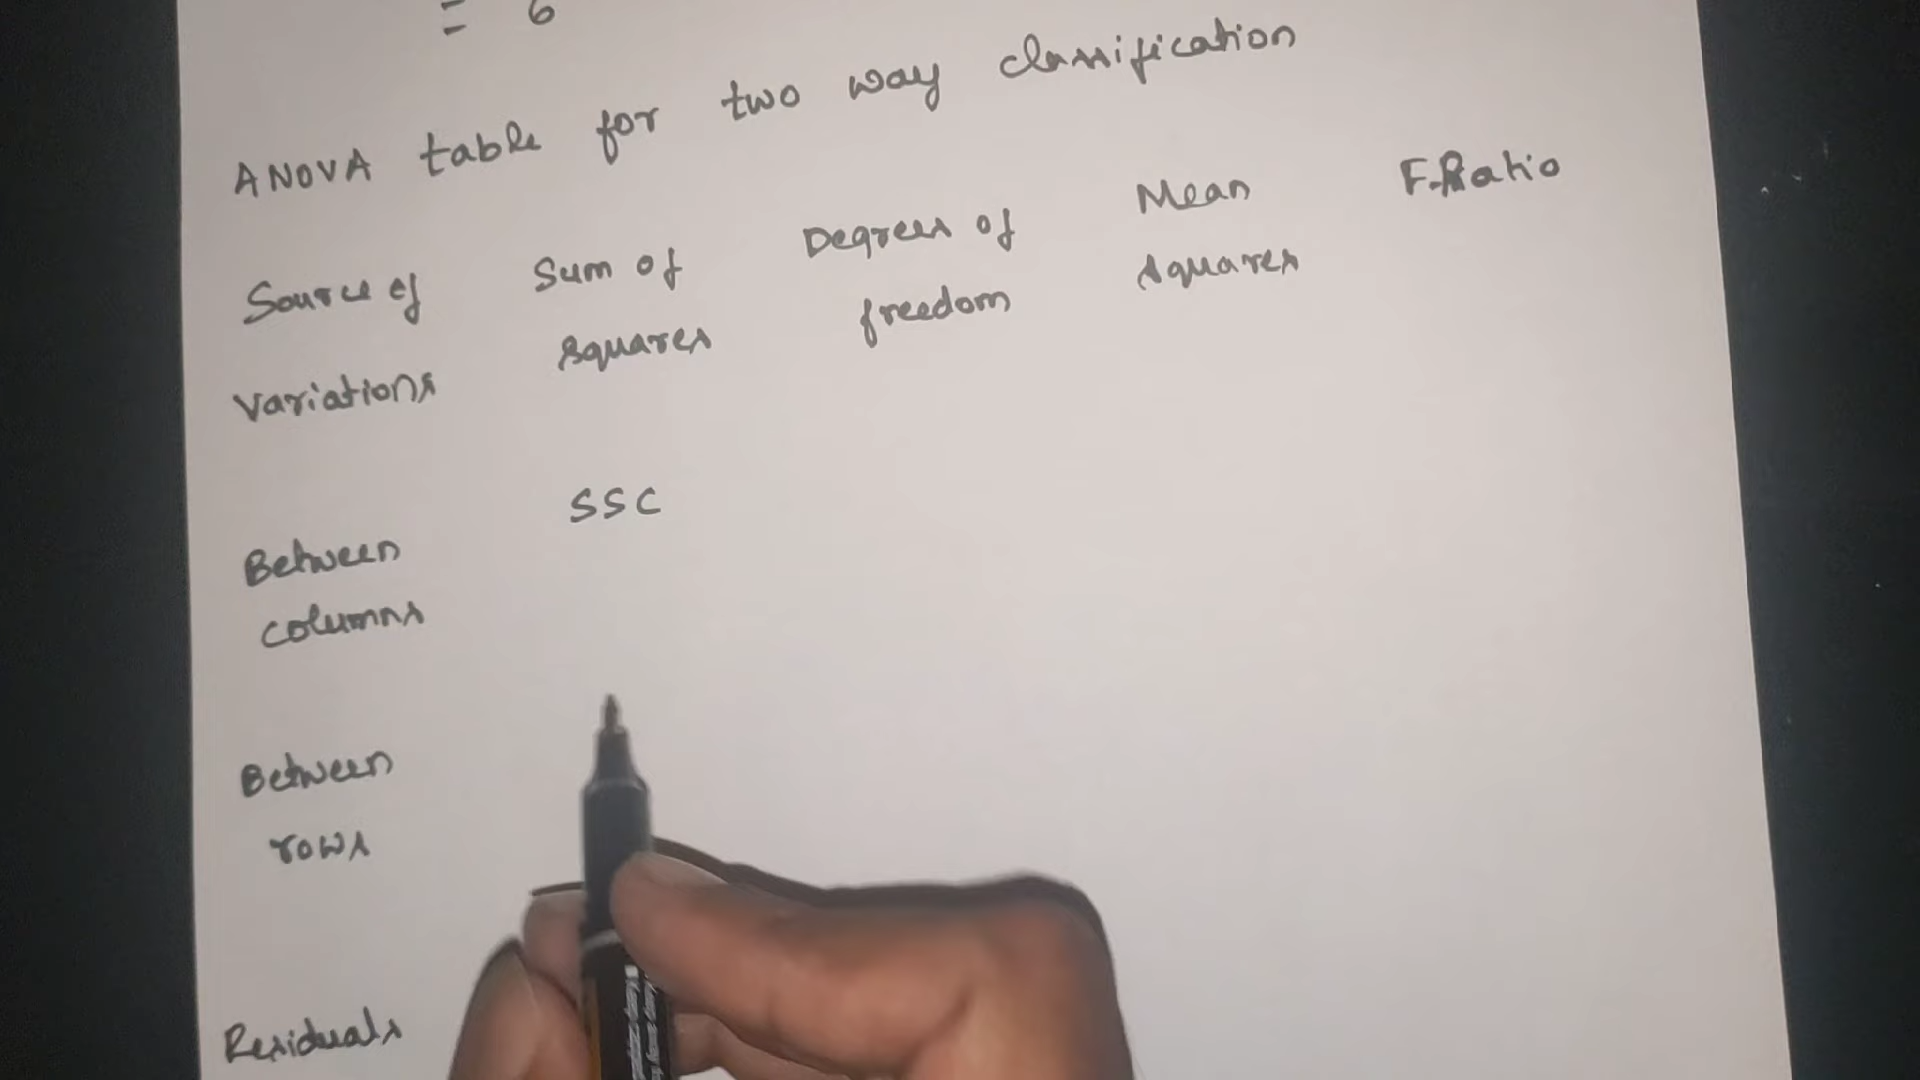 = 6
ANOVA table for two way classification
Source of Sum of Degrees of Mean F-Ratio
variations squares freedom squares
Between SSC
columns
Between
rows
Residuals